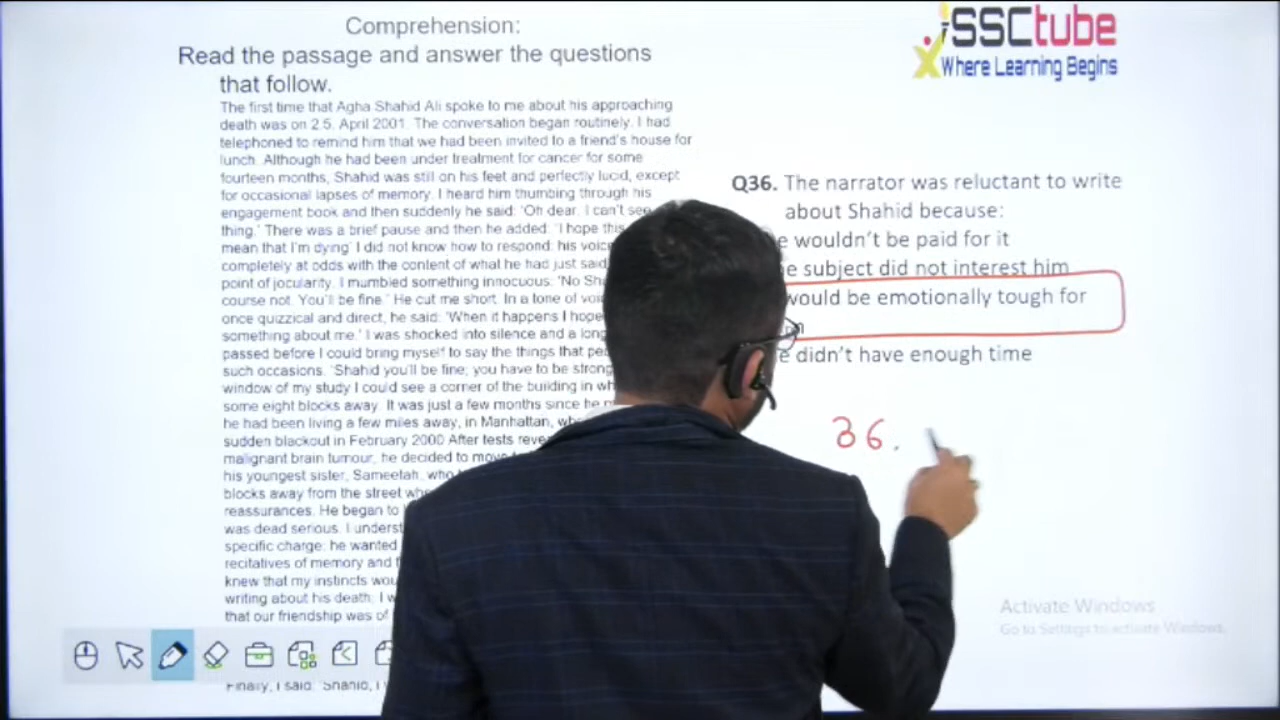 Comprehension:
Read the passage and answer the questions
that follow.
The first time that Agha Shahid Ali spoke to me about his approaching
death was on 25. April 2001. The conversation began routinely. I had
telephoned to remind him that we had been invited to a friend's house for
lunch. Although he had been under treatment for cancer for some
fourteen months, Shahid was still on his feet and perfectly lucid, except
for occasional lapses of memory. I heard him thumbing through his
engagement book and then suddenly he said: 'Oh dear. I can't see
thing.' There was a brief pause and then he added: 'I hope this
mean that I'm dying' I did not know how to respond: his voice
completely at odds with the content of what he had just said,
point of jocularity. I mumbled something innocuous: 'No Sh
course not. You'll be fine.' He cut me short. In a tone of voi
once quizzical and direct, he said: 'When it happens I hope
something about me.' I was shocked into silence and a long
passed before I could bring myself to say the things that pe
such occasions. 'Shahid you'll be fine; you have to be strong
window of my study I could see a corner of the building in wh
some eight blocks away. It was just a few months since he
he had been living a few miles away, in Manhattan, wh
sudden blackout in February 2000 After tests reve
malignant brain tumour, he decided to move
his youngest sister, Sameetah, who
blocks away from the street wh
reassurances. He began to
was dead serious. I underst
specific charge: he wanted
recitatives of memory and
knew that my instincts wou
writing about his death. I w
that our friendship was of
Finally, I said: 'Shahid, I
SSCtube
Where Learning Begins
Q36. The narrator was reluctant to write
about Shahid because:
e wouldn't be paid for it
e subject did not interest him
would be emotionally tough for
m
e didn't have enough time
36.
Activate Windows
Go to Settings to activate Windows.